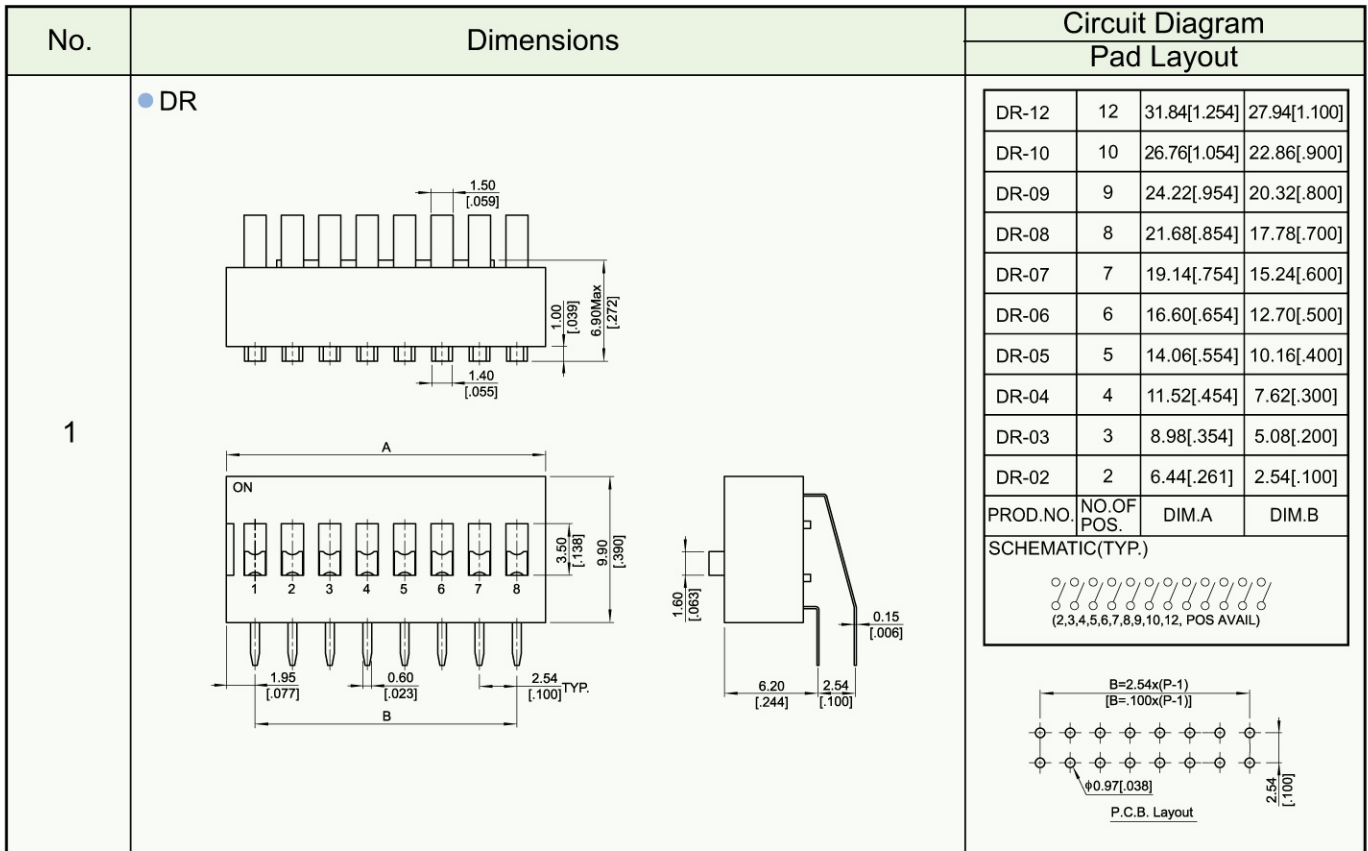 No.
Dimensions
Circuit Diagram
Pad Layout
1
DR
1.50
[.059]
1.00
[.039]
6.90Max
[.272]
1.40
[.055]
A
ON
1 2 3 4 5 6 7 8
3.50
[.138]
9.90
[.390]
1.95
[.077]
0.60
[.023]
2.54
[.100] TYP.
B
1.60
[.063]
0.15
[.006]
6.20
[.244]
2.54
[.100]
DR-12 12 31.84[1.254] 27.94[1.100]
DR-10 10 26.76[1.054] 22.86[.900]
DR-09 9 24.22[.954] 20.32[.800]
DR-08 8 21.68[.854] 17.78[.700]
DR-07 7 19.14[.754] 15.24[.600]
DR-06 6 16.60[.654] 12.70[.500]
DR-05 5 14.06[.554] 10.16[.400]
DR-04 4 11.52[.454] 7.62[.300]
DR-03 3 8.98[.354] 5.08[.200]
DR-02 2 6.44[.261] 2.54[.100]
PROD.NO. NO.OF POS. DIM.A DIM.B
SCHEMATIC(TYP.)
(2,3,4,5,6,7,8,9,10,12, POS AVAIL)
B=2.54x(P-1)
[B=.100x(P-1)]
2.54
[.100]
ϕ0.97[.038]
P.C.B. Layout